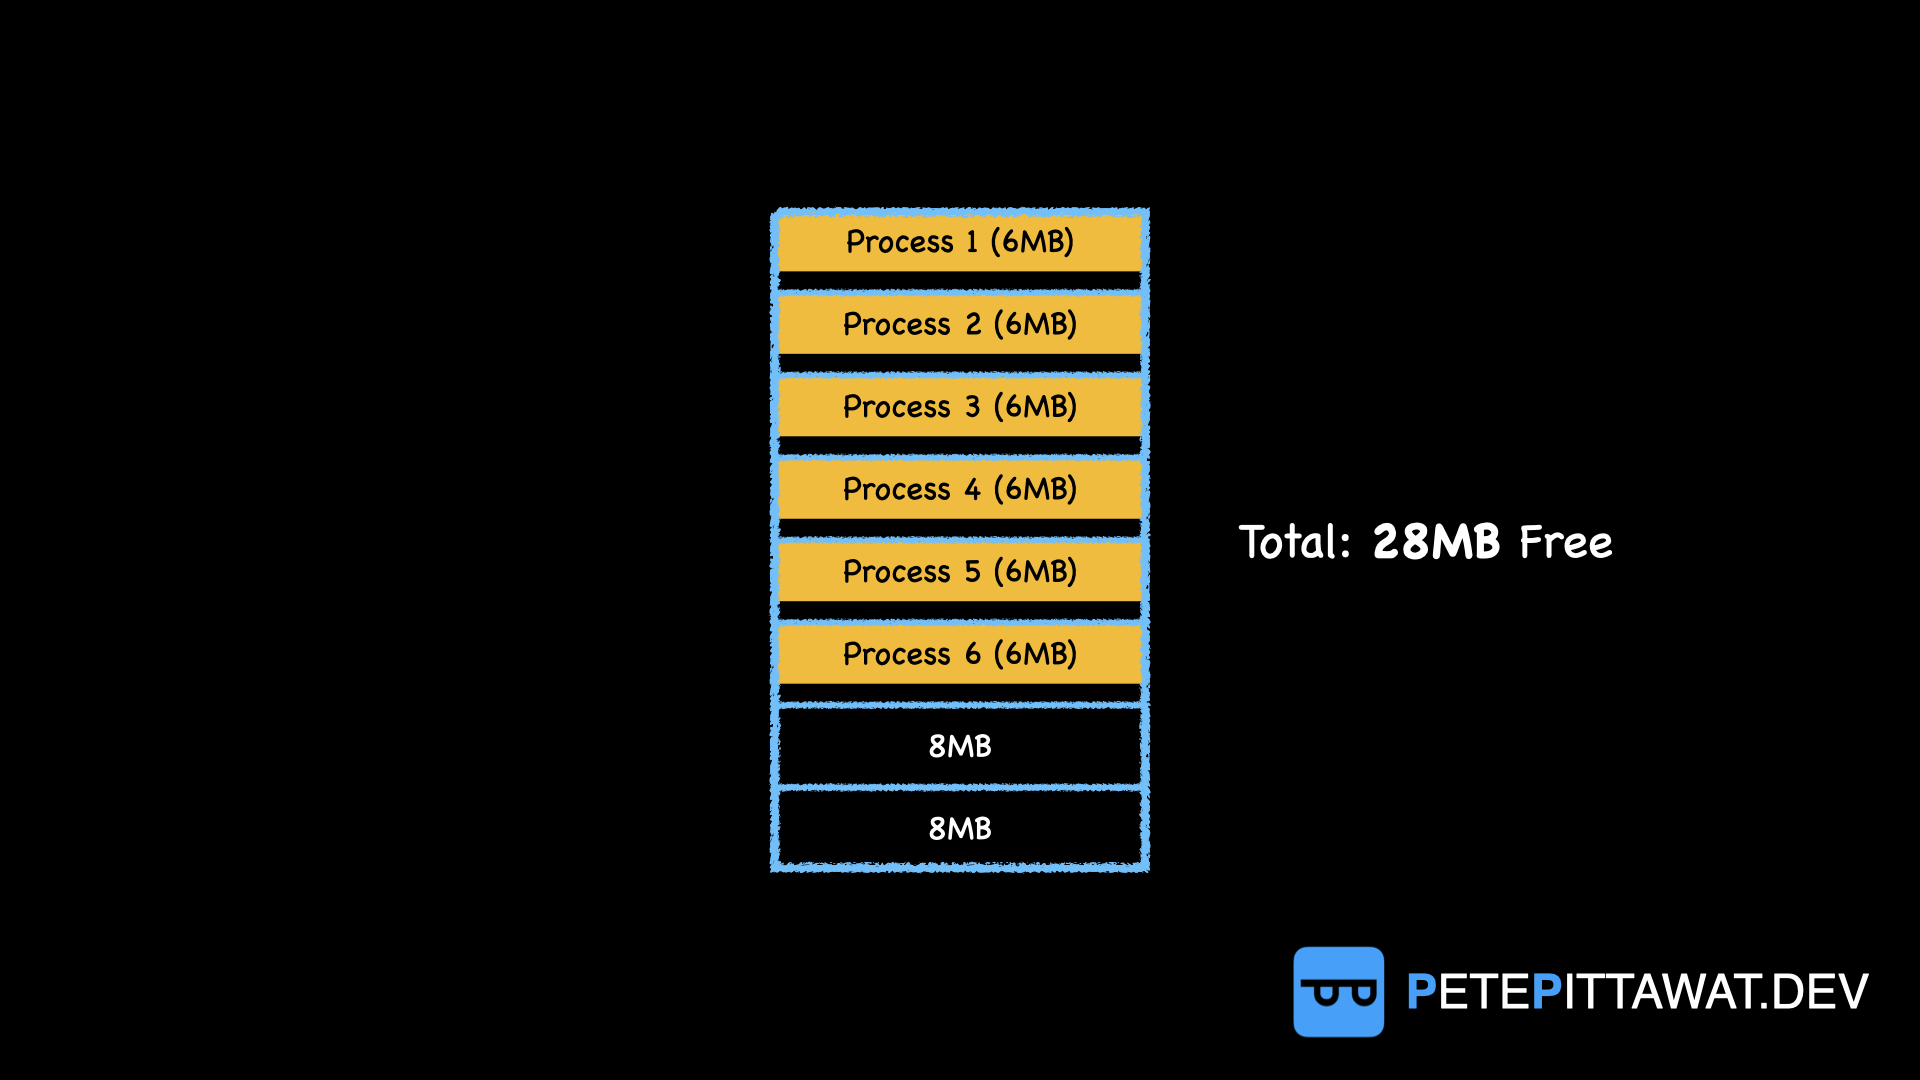 Process 1 (6MB)
Process 2 (6MB)
Process 3 (6MB)
Process 4 (6MB)
Process 5 (6MB)
Process 6 (6MB)
8MB
8MB
Total: 28MB Free
PETEPITTAWAT.DEV